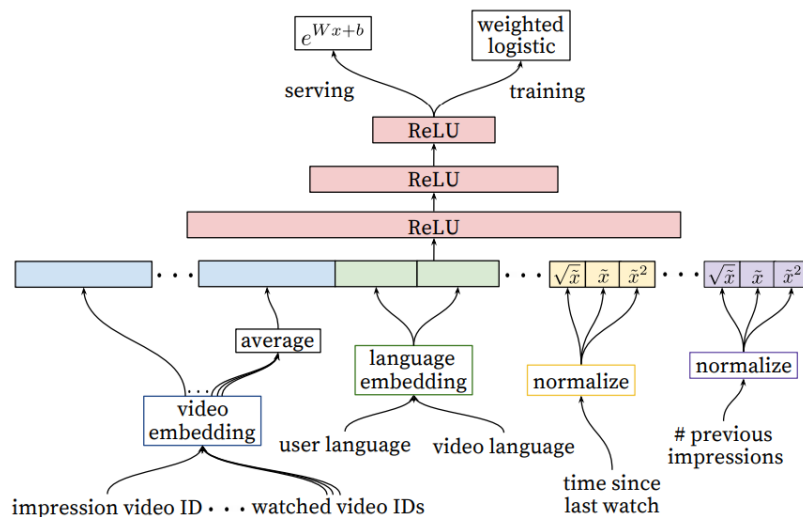 e^{Wx+b}
weighted
logistic
serving
training
ReLU
ReLU
ReLU
· · ·
· · ·
√x̃ x̃ x̃²
· · ·
√x̃ x̃ x̃²
average
language
embedding
normalize
normalize
· · ·
video
embedding
user language
video language
# previous
impressions
time since
last watch
impression video ID · · · watched video IDs